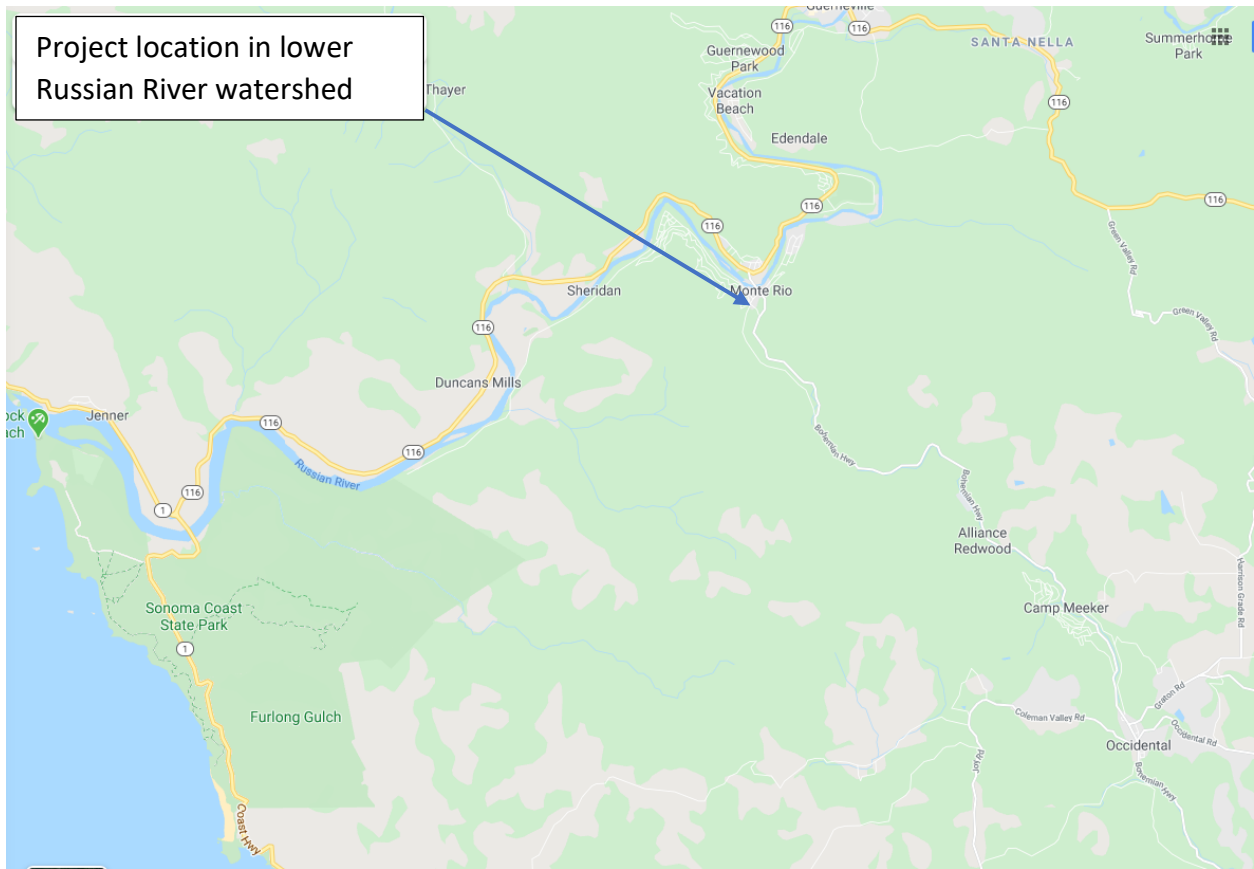 Project location in lower
Russian River watershed
Guerneville
116
116
SANTA NELLA
Park
Guernewood
Park
Thayer
Vacation
Beach
116
Edendale
116
116
116
Green Valley Rd
Sheridan
Monte Rio
Green Valley Rd
116
Duncans Mills
Jenner
116
Bohemian Hwy
116
Russian River
Bohemian Hwy
116
1
Alliance
Redwood
Harrison Grade Rd
Sonoma Coast
State Park
Camp Meeker
1
Graton Rd
Furlong Gulch
Coleman Valley Rd
Occidental Rd
Joy Rd
Occidental
Bohemian Hwy
Coast Hwy